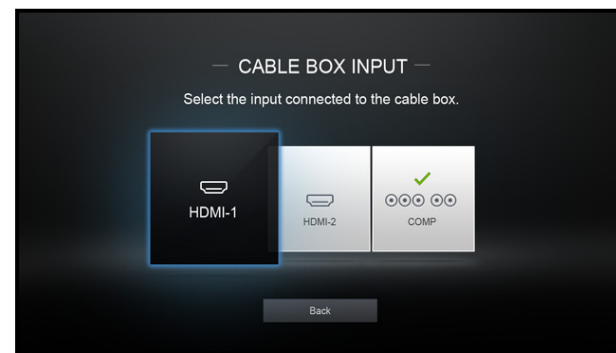 CABLE BOX INPUT
Select the input connected to the cable box.
HDMI-1
HDMI-2
COMP
Back